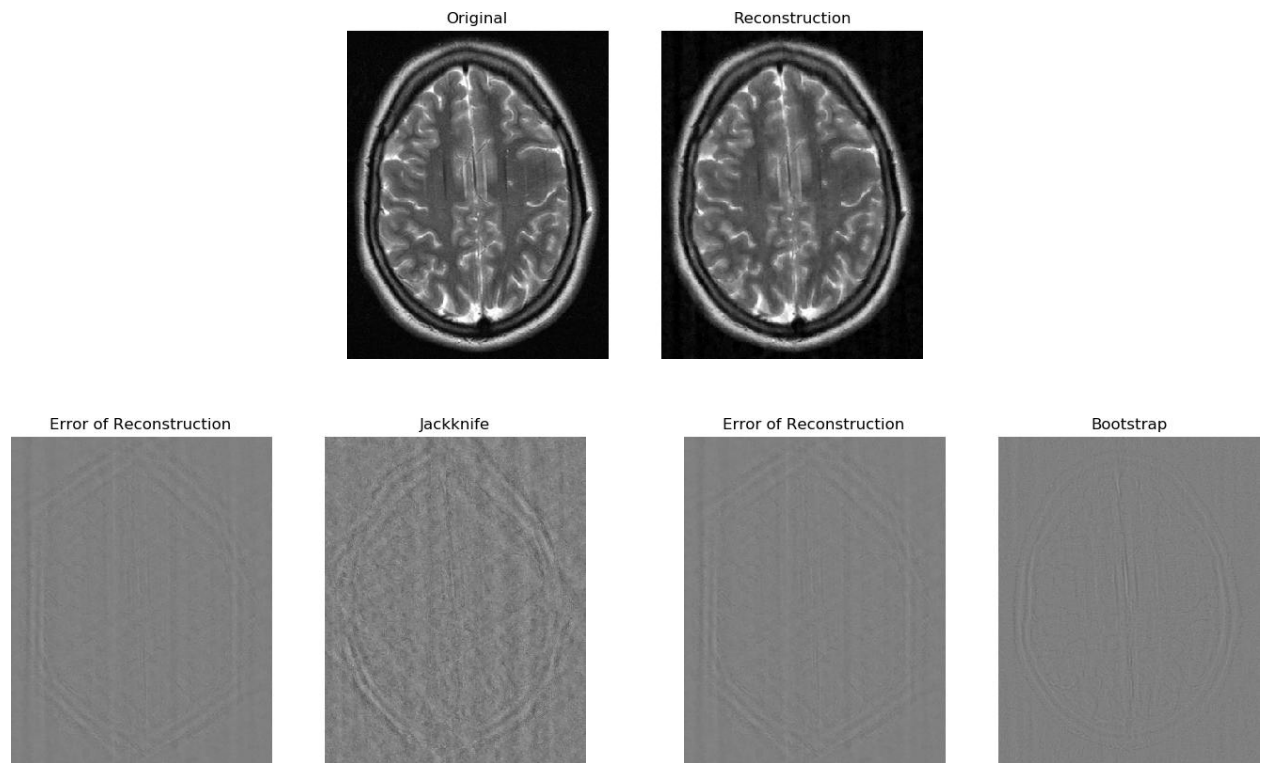 Original
Reconstruction
Error of Reconstruction
Jackknife
Error of Reconstruction
Bootstrap